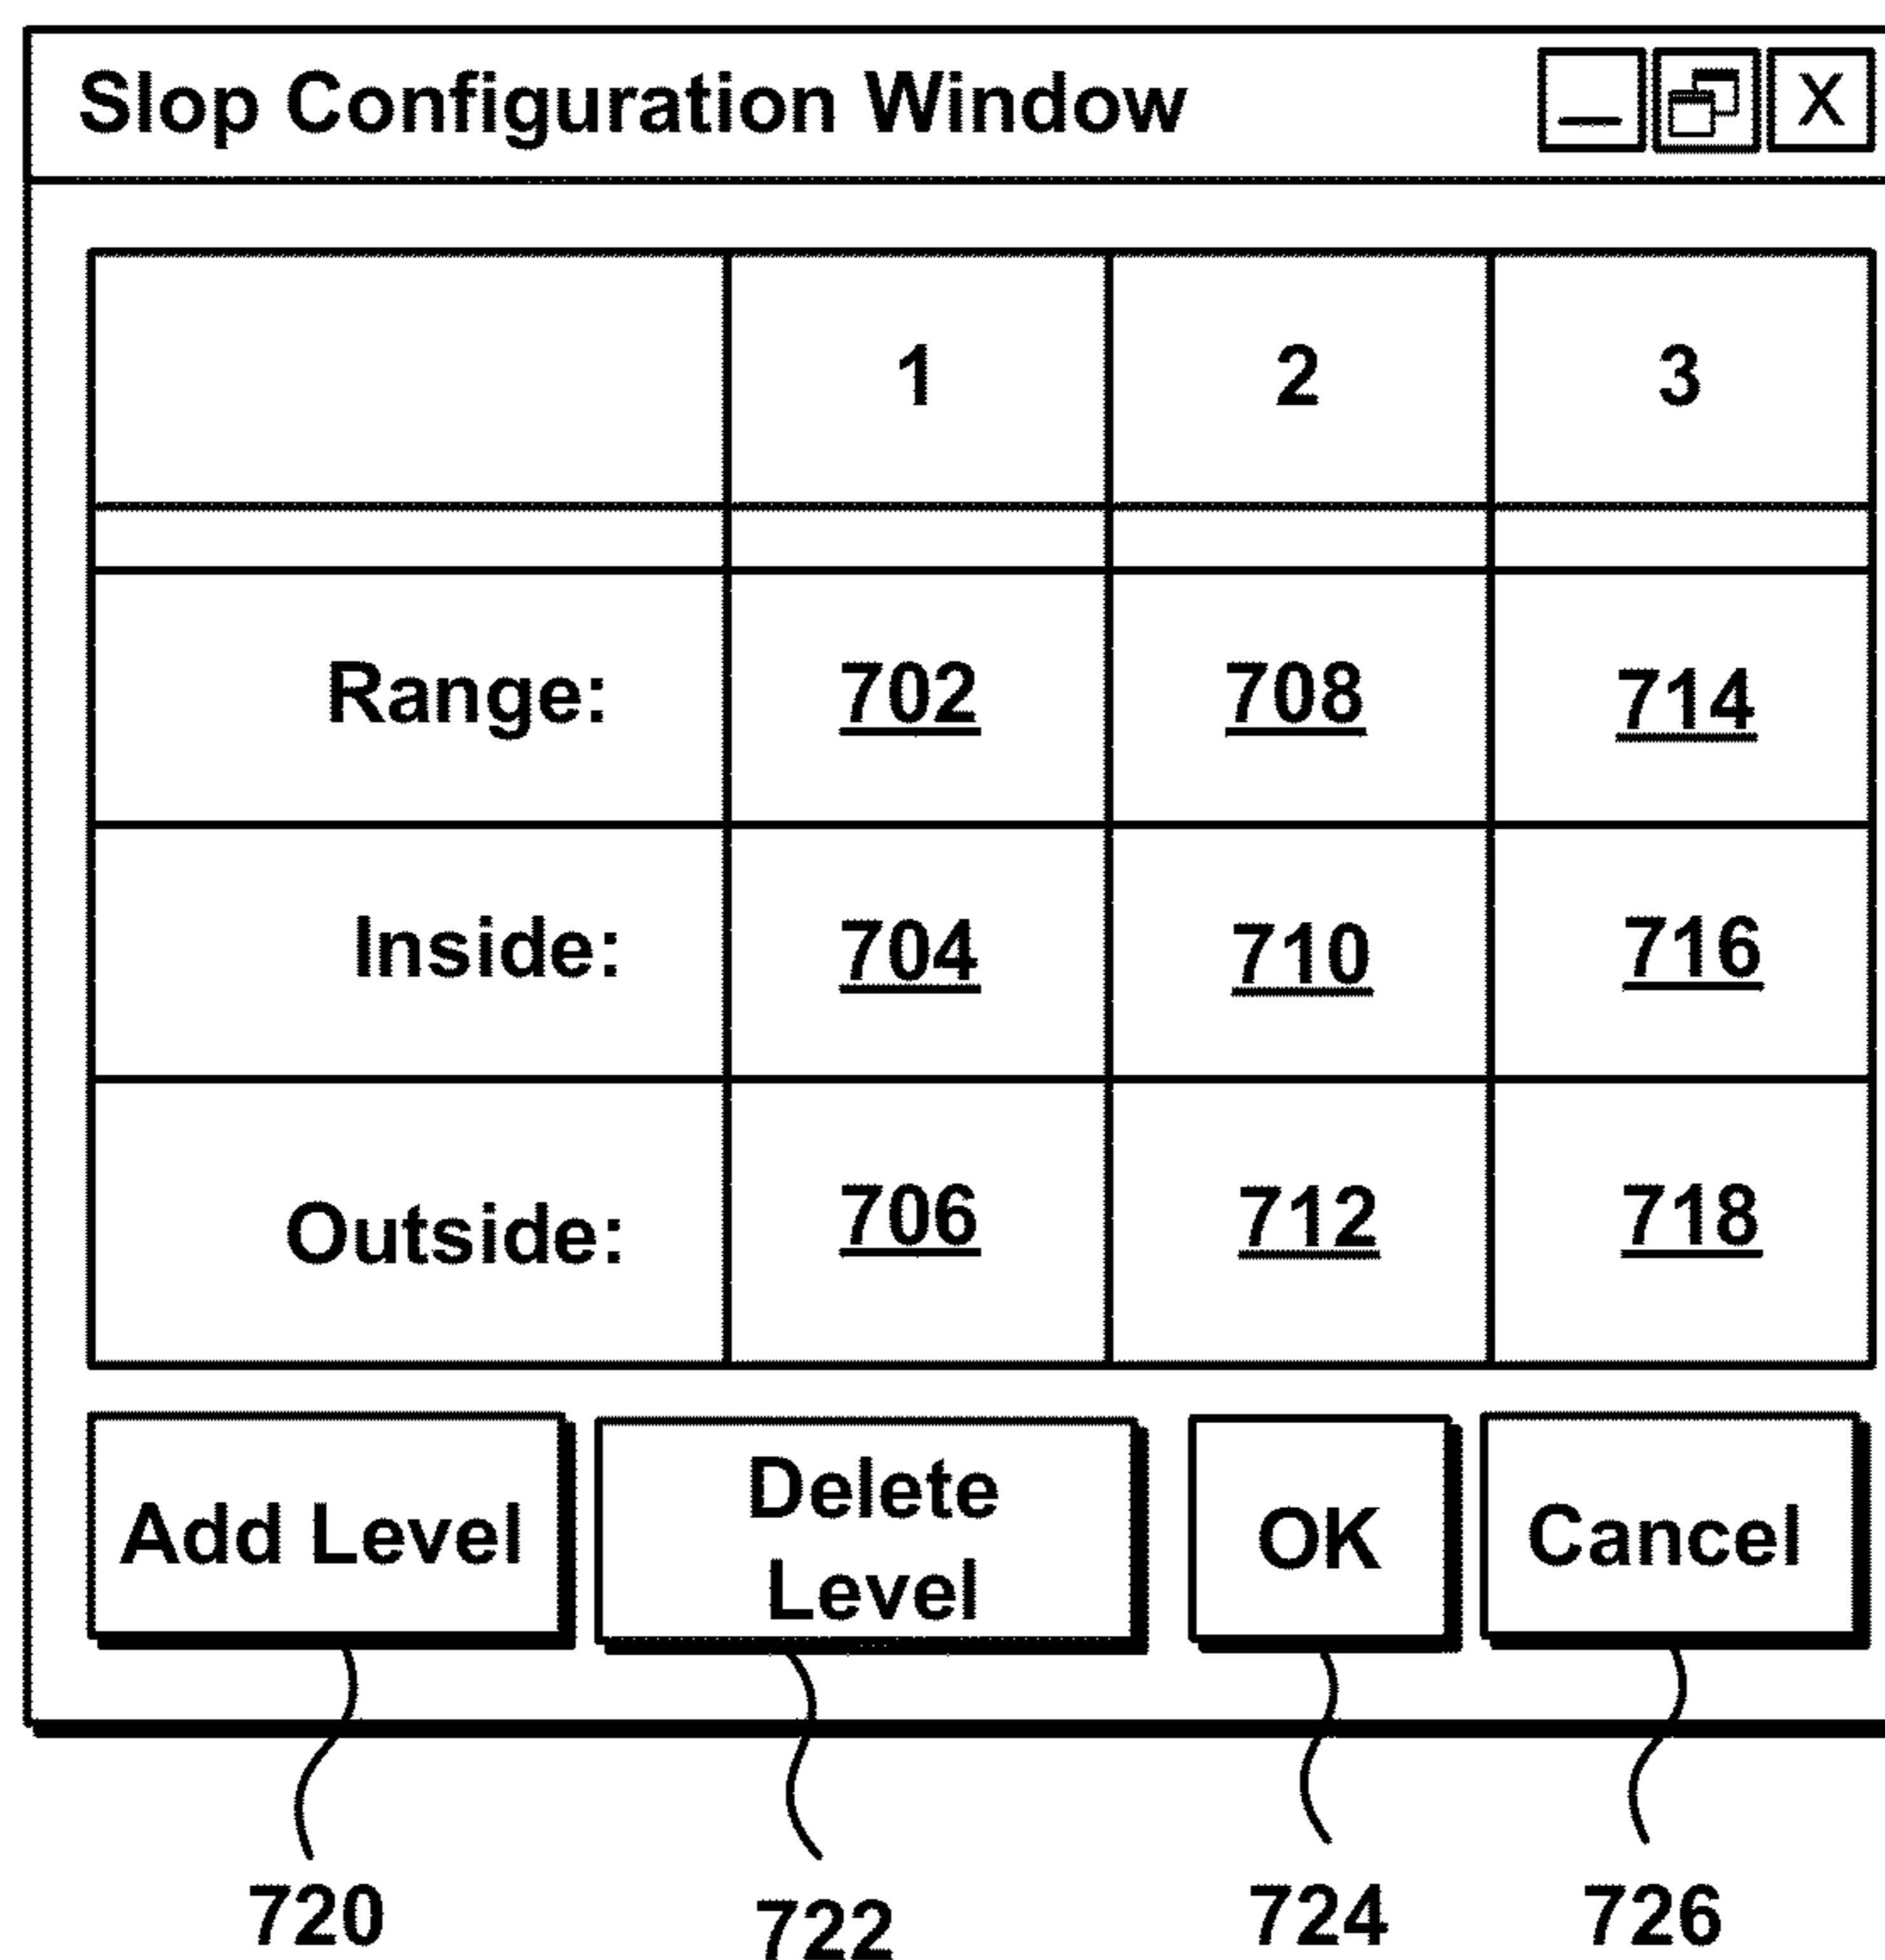 Slop Configuration Window X
1 2 3
Range: 702 708 714
Inside: 704 710 716
Outside: 706 712 718
Add Level Delete Level OK Cancel
720 722 724 726